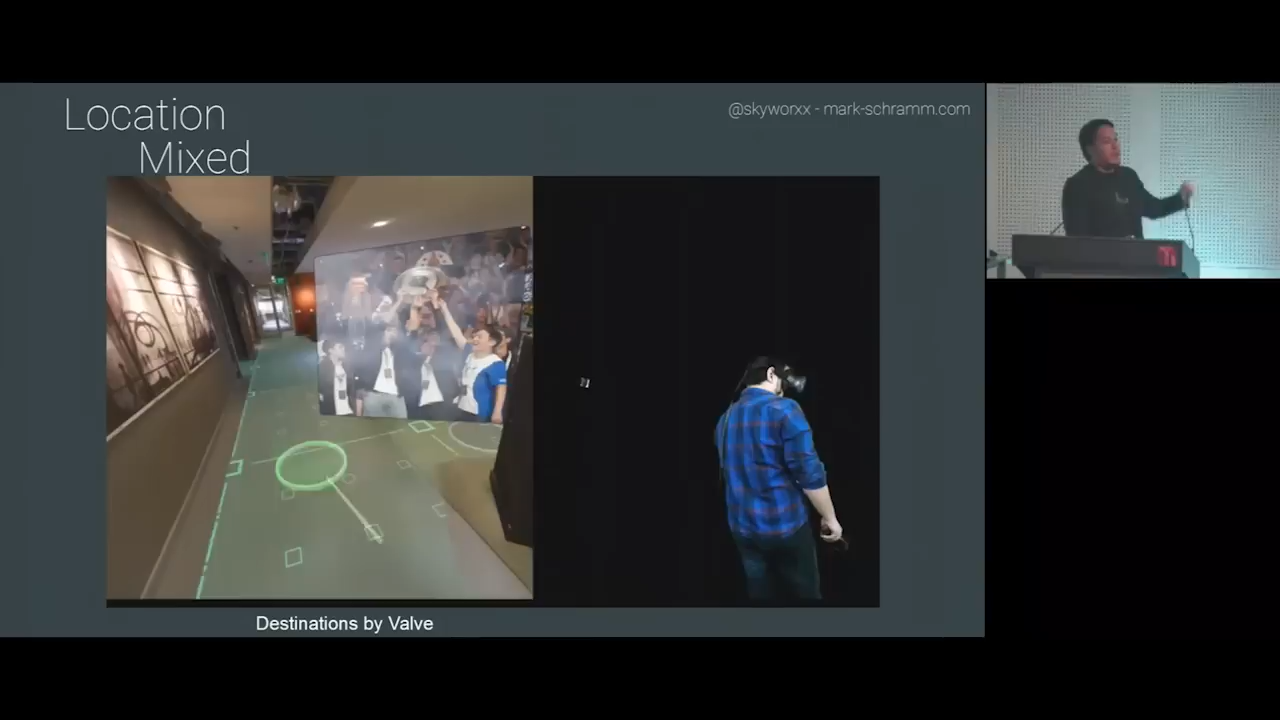 Location
Mixed
@skyworxx - mark-schramm.com
Destinations by Valve